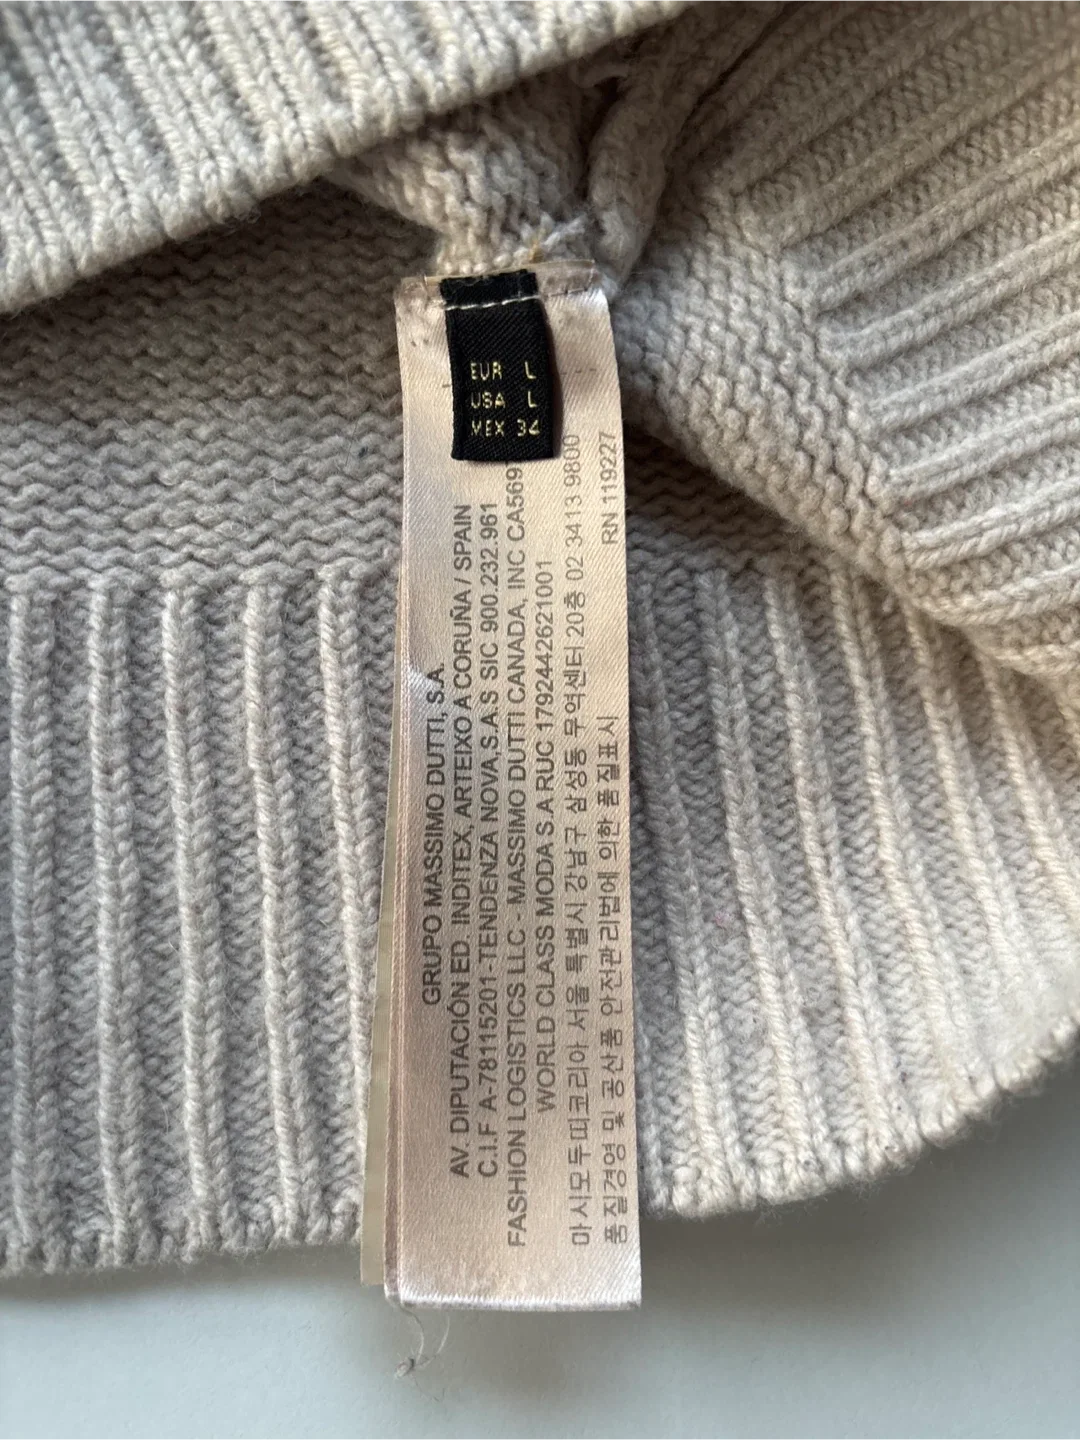 EUR L
USA L
MEX 34
GRUPO MASSIMO DUTTI, S.A.
AV. DIPUTACIÓN ED. INDITEX, ARTEIXO A CORUÑA / SPAIN
C.I.F A-78115201 -TENDENZA NOVA,S.A.S SIC 900.232.961
FASHION LOGISTICS LLC - MASSIMO DUTTI CANADA, INC CA569
WORLD CLASS MODA S A RUC 1792442621001
마시모두띠코리아 서울 특별시 강남구 삼성동 무역센터 20층 02 3413 9800
품질경영 및 공산품 안전관리법에 의한 품질표시 RN 119227